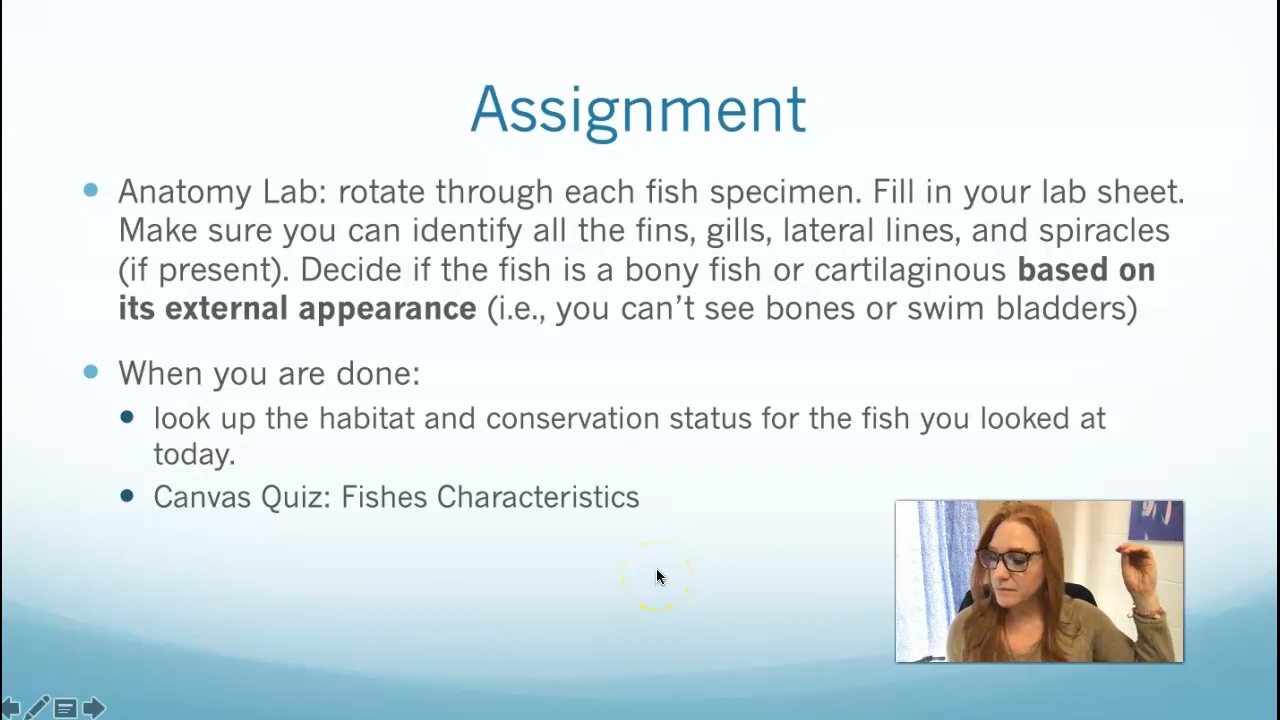 Assignment
Anatomy Lab: rotate through each fish specimen. Fill in your lab sheet.
Make sure you can identify all the fins, gills, lateral lines, and spiracles
(if present). Decide if the fish is a bony fish or cartilaginous based on
its external appearance (i.e., you can’t see bones or swim bladders)
When you are done:
look up the habitat and conservation status for the fish you looked at
today.
Canvas Quiz: Fishes Characteristics